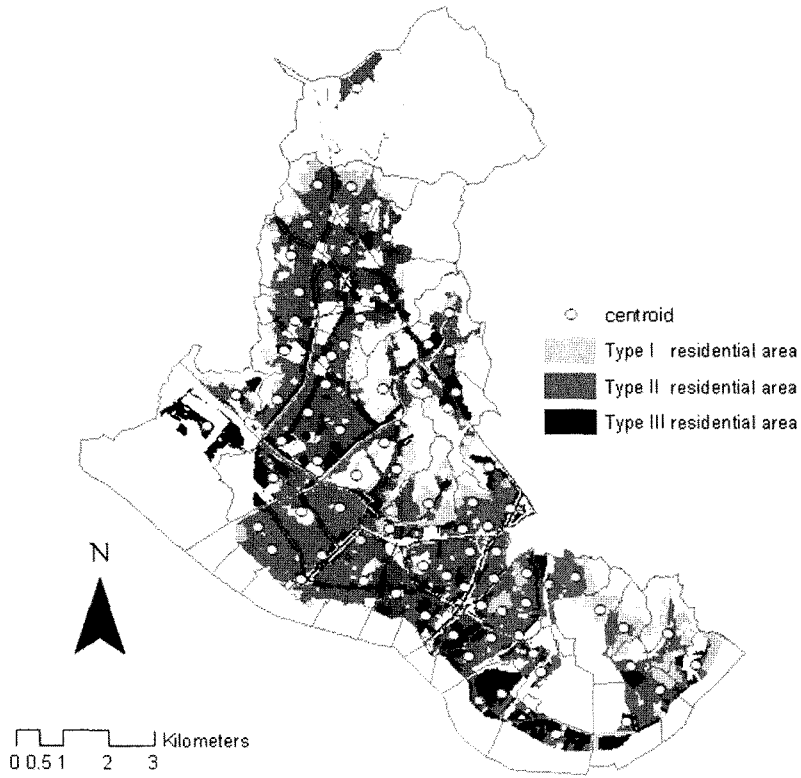 centroid
Type I residential area
Type II residential area
Type III residential area
N
Kilometers
0 0.5 1 2 3